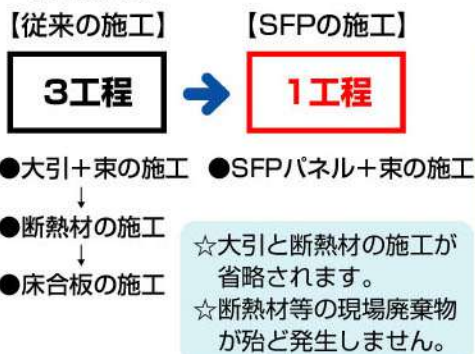 【従来の施工】
【SFPの施工】
3工程
1工程
●大引+束の施工
↓
●断熱材の施工
↓
●床合板の施工
●SFPパネル+束の施工
☆大引と断熱材の施工が
省略されます。
☆断熱材等の現場廃棄物
が殆ど発生しません。